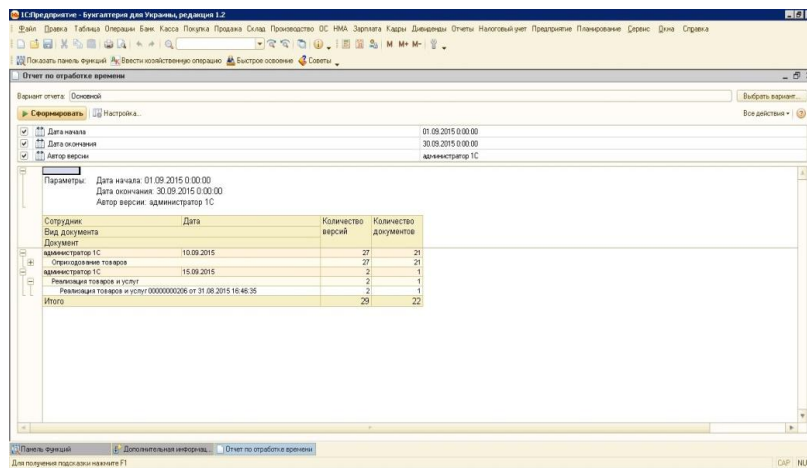 1С:Предприятие - Бухгалтерия для Украины, редакция 1.2
Файл Правка Таблица Операции Банк Касса Покупка Продажа Склад Производство ОС НМА Зарплата Кадры Дивиденды Отчеты Налоговый учет Предприятие Планирование Сервис Окна Справка
M M+ M-
Показать панель функций Ввести хозяйственную операцию Быстрое освоение Советы
Отчет по отработке времени
Вариант отчета: Основной Выбрать вариант...
Сформировать Настройка... Все действия
Дата начала 01.09.2015 0:00:00
Дата окончания 30.09.2015 0:00:00
Автор версии администратор 1С
Параметры: Дата начала: 01.09.2015 0:00:00
Дата окончания: 30.09.2015 0:00:00
Автор версии: администратор 1С
Сотрудник Дата Количество версий Количество документов
Вид документа
Документ
администратор 1С 10.09.2015 27 21
Оприходование товаров 27 21
администратор 1С 15.09.2015 2 1
Реализация товаров и услуг 2 1
Реализация товаров и услуг 00000000206 от 31.08.2015 16:46:35 2 1
Итого 29 22
Панель функций Дополнительная информац... Отчет по отработке времени
Для получения подсказки нажмите F1 CAP NU